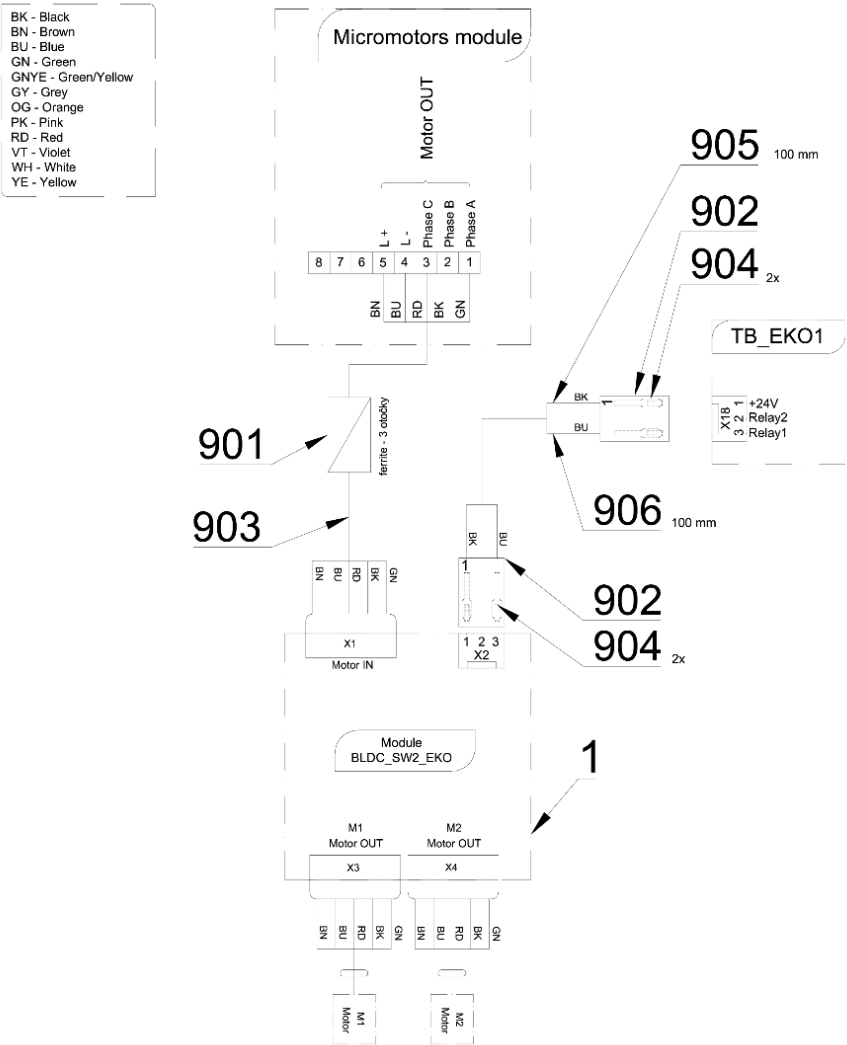 BK - Black
BN - Brown
BU - Blue
GN - Green
GNYE - Green/Yellow
GY - Grey
OG - Orange
PK - Pink
RD - Red
VT - Violet
WH - White
YE - Yellow
Micromotors module
Motor OUT
L +
L -
Phase C
Phase B
Phase A
8 7 6 5 4 3 2 1
BN BU RD BK GN
905 100 mm
902
904 2x
TB_EKO1
BK
1
BU
X18
1 +24V
2 Relay2
3 Relay1
901
ferrite - 3 otočky
903
906 100 mm
BN BU RD BK GN
BK BU
1
902
904 2x
X1
Motor IN
1 2 3
X2
Module
BLDC_SW2_EKO
1
M1
Motor OUT
M2
Motor OUT
X3
X4
BN BU RD BK GN
BN BU RD BK GN
M1
Motor
M2
Motor